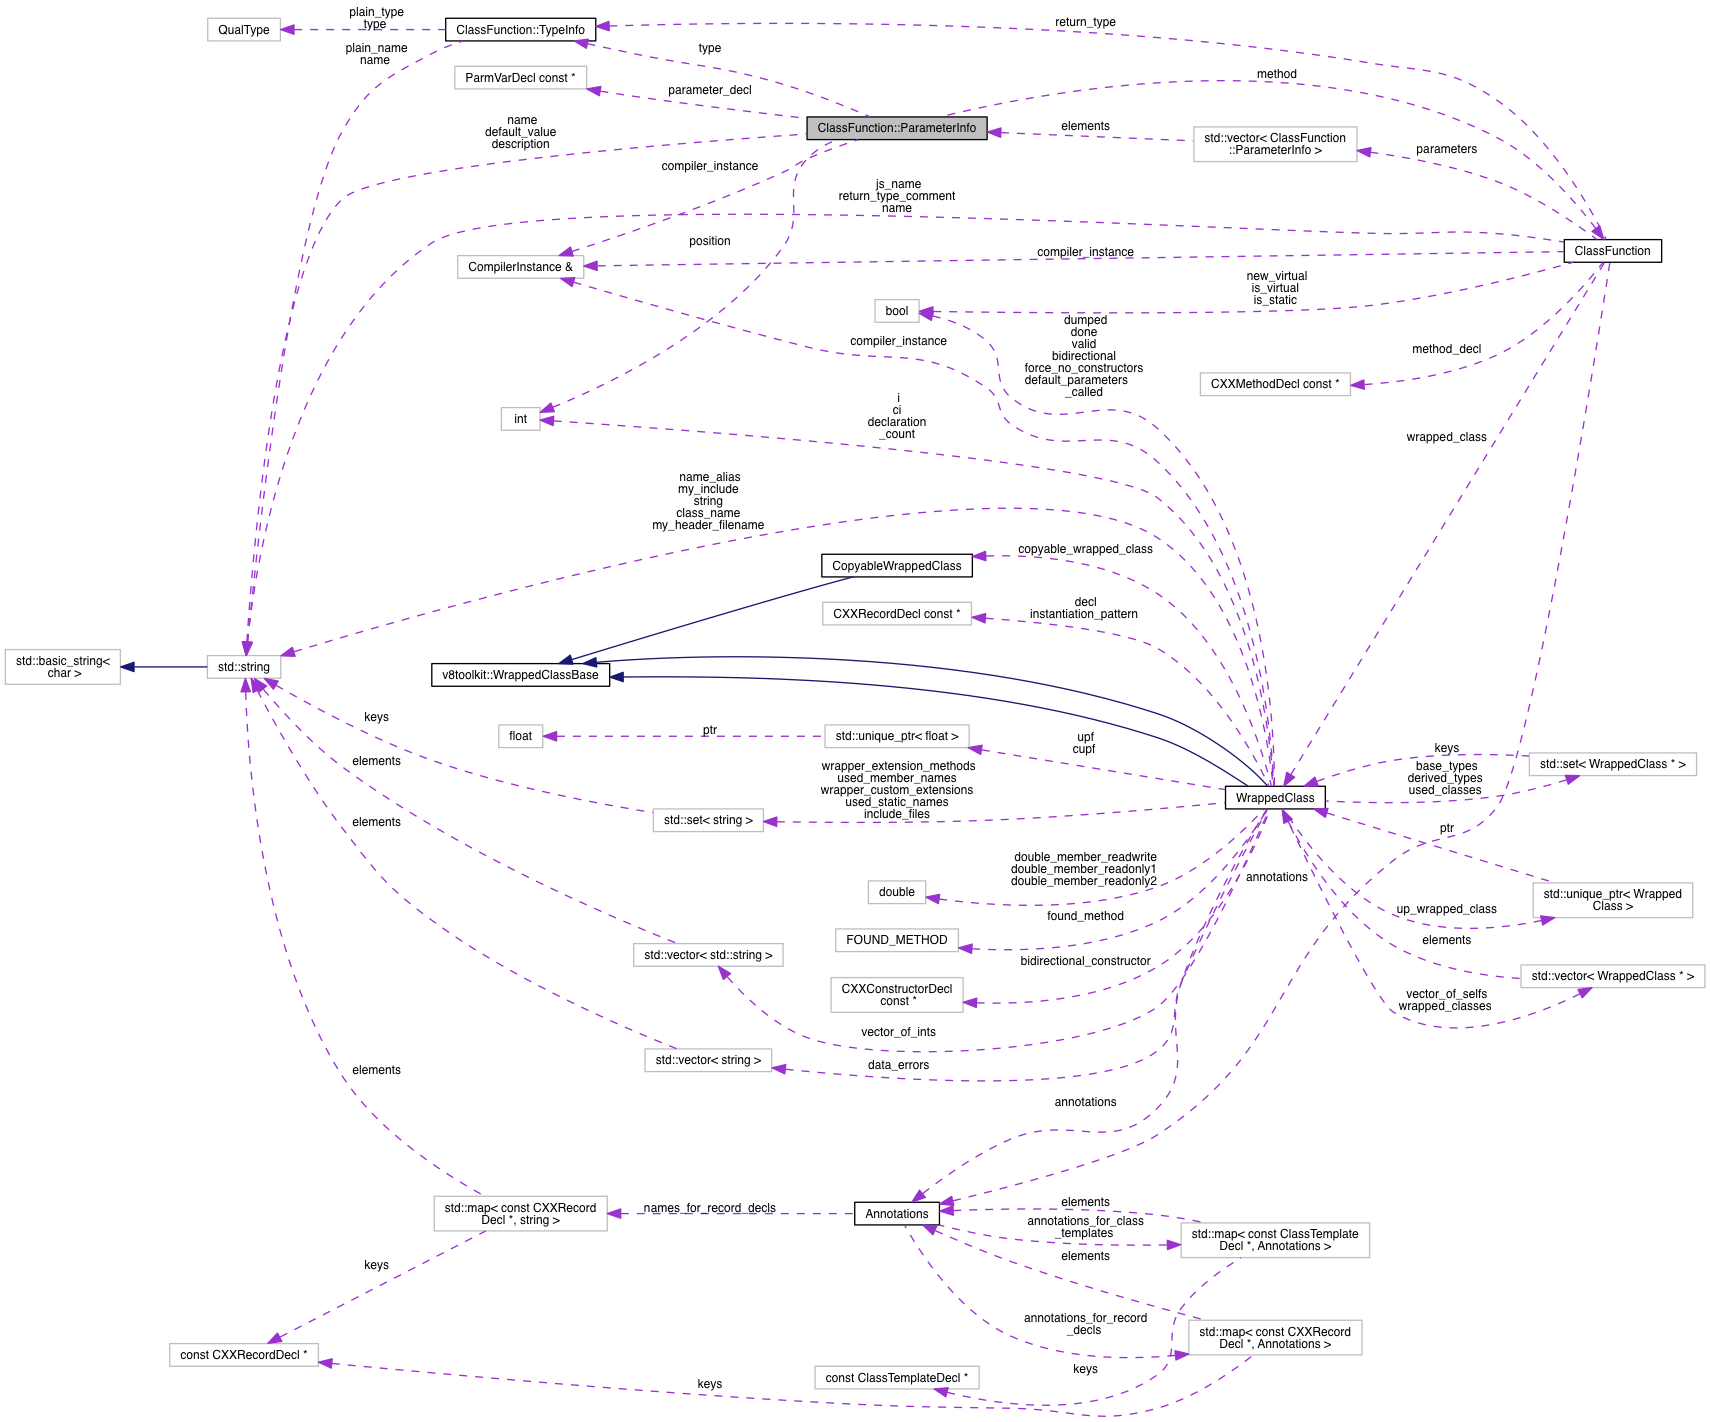 plain_type
type
QualType
ClassFunction::TypeInfo
return_type
plain_name
name
type
method
ParmVarDecl const *
parameter_decl
name
default_value
description
ClassFunction::ParameterInfo
elements
std::vector< ClassFunction
::ParameterInfo >
parameters
compiler_instance
js_name
return_type_comment
name
position
ClassFunction
CompilerInstance &
compiler_instance
new_virtual
is_virtual
is_static
bool
compiler_instance
dumped
done
valid
bidirectional
force_no_constructors
default_parameters
_called
method_decl
CXXMethodDecl const *
int
i
ci
declaration
_count
wrapped_class
name_alias
my_include
string
class_name
my_header_filename
CopyableWrappedClass
copyable_wrapped_class
CXXRecordDecl const *
decl
instantiation_pattern
std::basic_string<
char >
std::string
v8toolkit::WrappedClassBase
keys
float
ptr
std::unique_ptr< float >
upf
cupf
keys
std::set< WrappedClass * >
base_types
derived_types
used_classes
elements
wrapper_extension_methods
used_member_names
wrapper_custom_extensions
used_static_names
include_files
WrappedClass
std::set< string >
elements
ptr
double_member_readwrite
double_member_readonly1
double_member_readonly2
double
annotations
std::unique_ptr< Wrapped
Class >
up_wrapped_class
found_method
FOUND_METHOD
elements
std::vector< std::string >
bidirectional_constructor
CXXConstructorDecl
const *
std::vector< WrappedClass * >
vector_of_selfs
wrapped_classes
vector_of_ints
std::vector< string >
data_errors
elements
annotations
std::map< const CXXRecord
Decl *, string >
names_for_record_decls
Annotations
elements
annotations_for_class
_templates
std::map< const ClassTemplate
Decl *, Annotations >
elements
keys
annotations_for_record
_decls
std::map< const CXXRecord
Decl *, Annotations >
const CXXRecordDecl *
const ClassTemplateDecl *
keys
keys